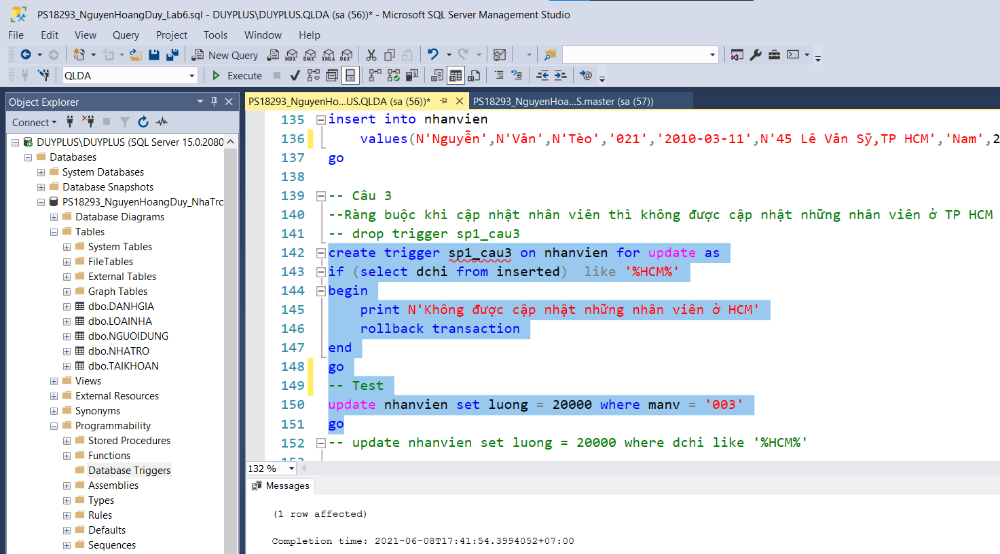 PS18293_NguyenHoangDuy_Lab6.sql - DUYPLUS\DUYPLUS.QLDA (sa (56))* - Microsoft SQL Server Management Studio
File Edit View Query Project Tools Window Help
New Query MDX DMX XMLA DAX
QLDA Execute
Object Explorer
Connect
DUYPLUS\DUYPLUS (SQL Server 15.0.2080
Databases
System Databases
Database Snapshots
PS18293_NguyenHoangDuy_NhaTro
Database Diagrams
Tables
System Tables
FileTables
External Tables
Graph Tables
dbo.DANHGIA
dbo.LOAINHA
dbo.NGUOIDUNG
dbo.NHATRO
dbo.TAIKHOAN
Views
External Resources
Synonyms
Programmability
Stored Procedures
Functions
Database Triggers
Assemblies
Types
Rules
Defaults
Sequences
PS18293_NguyenHo...US.QLDA (sa (56))* PS18293_NguyenHoa...S.master (sa (57))
135 insert into nhanvien
136 values(N'Nguyễn',N'Văn',N'Tèo','021','2010-03-11',N'45 Lê Văn Sỹ,TP HCM','Nam',2
137 go
138
139 -- Câu 3
140 --Ràng buộc khi cập nhật nhân viên thì không được cập nhật những nhân viên ở TP HCM
141 -- drop trigger sp1_cau3
142 create trigger sp1_cau3 on nhanvien for update as
143 if (select dchi from inserted) like '%HCM%'
144 begin
145 print N'Không được cập nhật những nhân viên ở HCM'
146 rollback transaction
147 end
148 go
149 -- Test
150 update nhanvien set luong = 20000 where manv = '003'
151 go
152 -- update nhanvien set luong = 20000 where dchi like '%HCM%'
153
132 %
Messages
(1 row affected)
Completion time: 2021-06-08T17:41:54.3994052+07:00